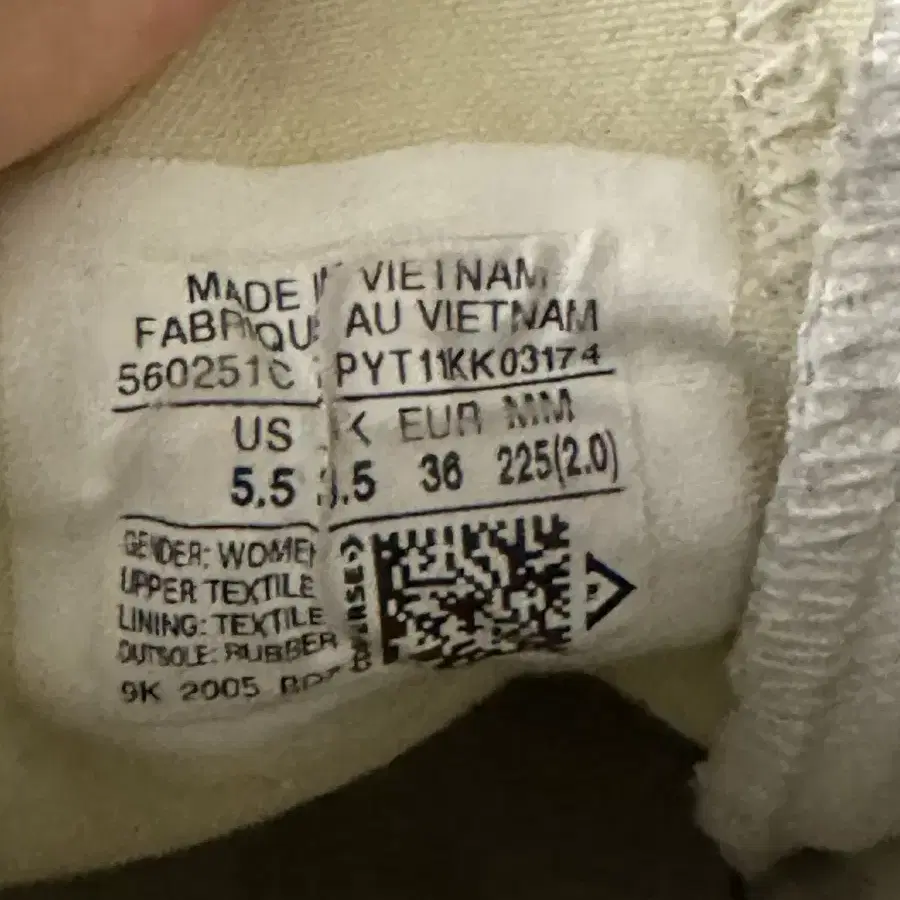 MADE IN VIETNAM
FABRIQUE AU VIETNAM
560251C PYT11KK03174
US UK EUR MM
5.5 3.5 36 225(2.0)
GENDER: WOMEN
UPPER TEXTILE
LINING: TEXTILE
OUTSOLE: RUBBER
9K 2005
CONVERSE